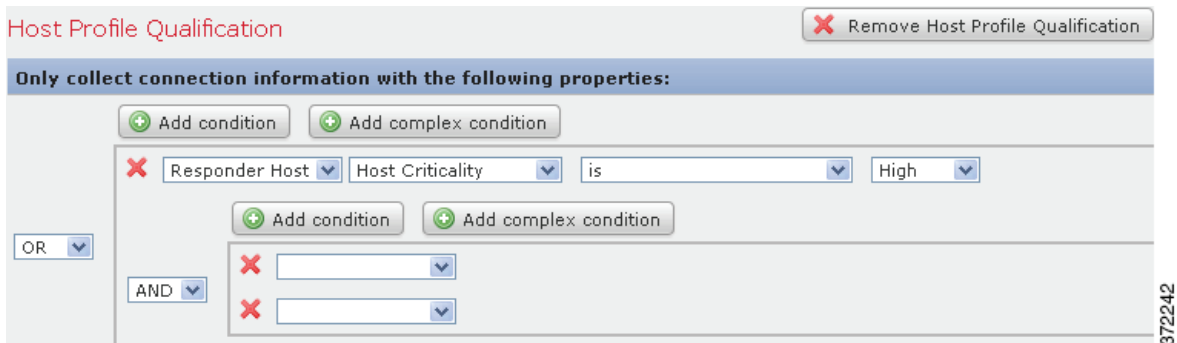 Host Profile Qualification
Remove Host Profile Qualification
Only collect connection information with the following properties:
Add condition Add complex condition
Responder Host Host Criticality is High
Add condition Add complex condition
OR
AND
372242